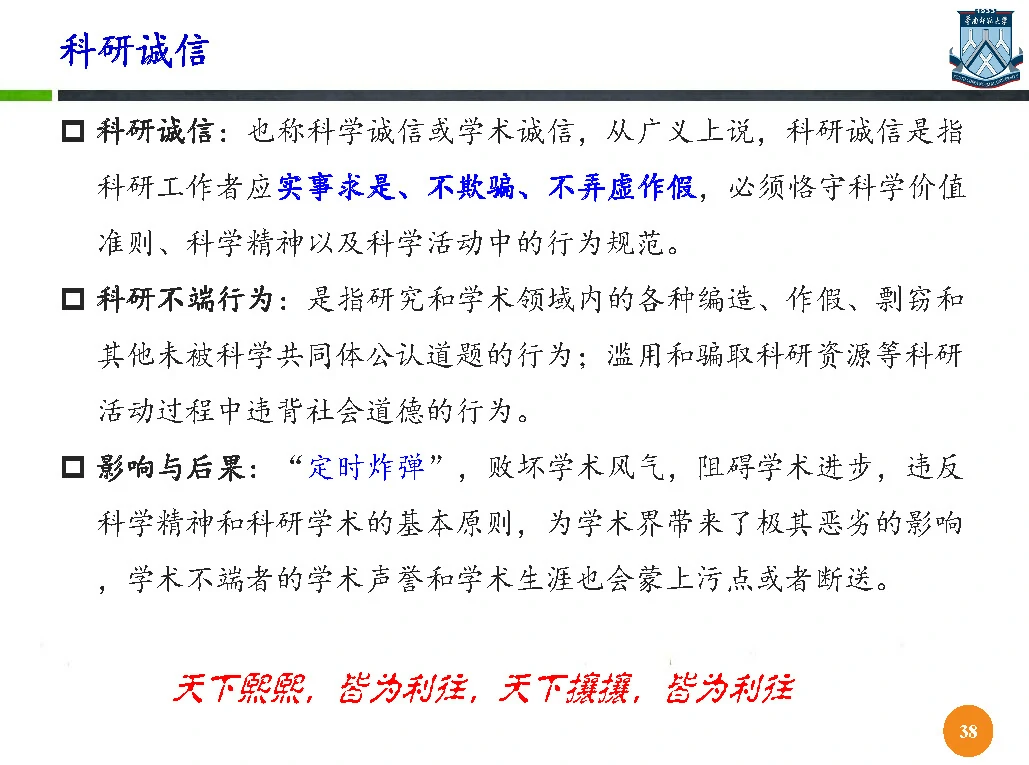 科研诚信
华南师范大学
1933
科研诚信：也称科学诚信或学术诚信，从广义上说，科研诚信是指
科研工作者应实事求是、不欺骗、不弄虚作假，必须恪守科学价值
准则、科学精神以及科学活动中的行为规范。
科研不端行为：是指研究和学术领域内的各种编造、作假、剽窃和
其他未被科学共同体公认道题的行为；滥用和骗取科研资源等科研
活动过程中违背社会道德的行为。
影响与后果：“定时炸弹”，败坏学术风气，阻碍学术进步，违反
科学精神和科研学术的基本原则，为学术界带来了极其恶劣的影响
，学术不端者的学术声誉和学术生涯也会蒙上污点或者断送。
天下熙熙，皆为利往，天下攘攘，皆为利往
38